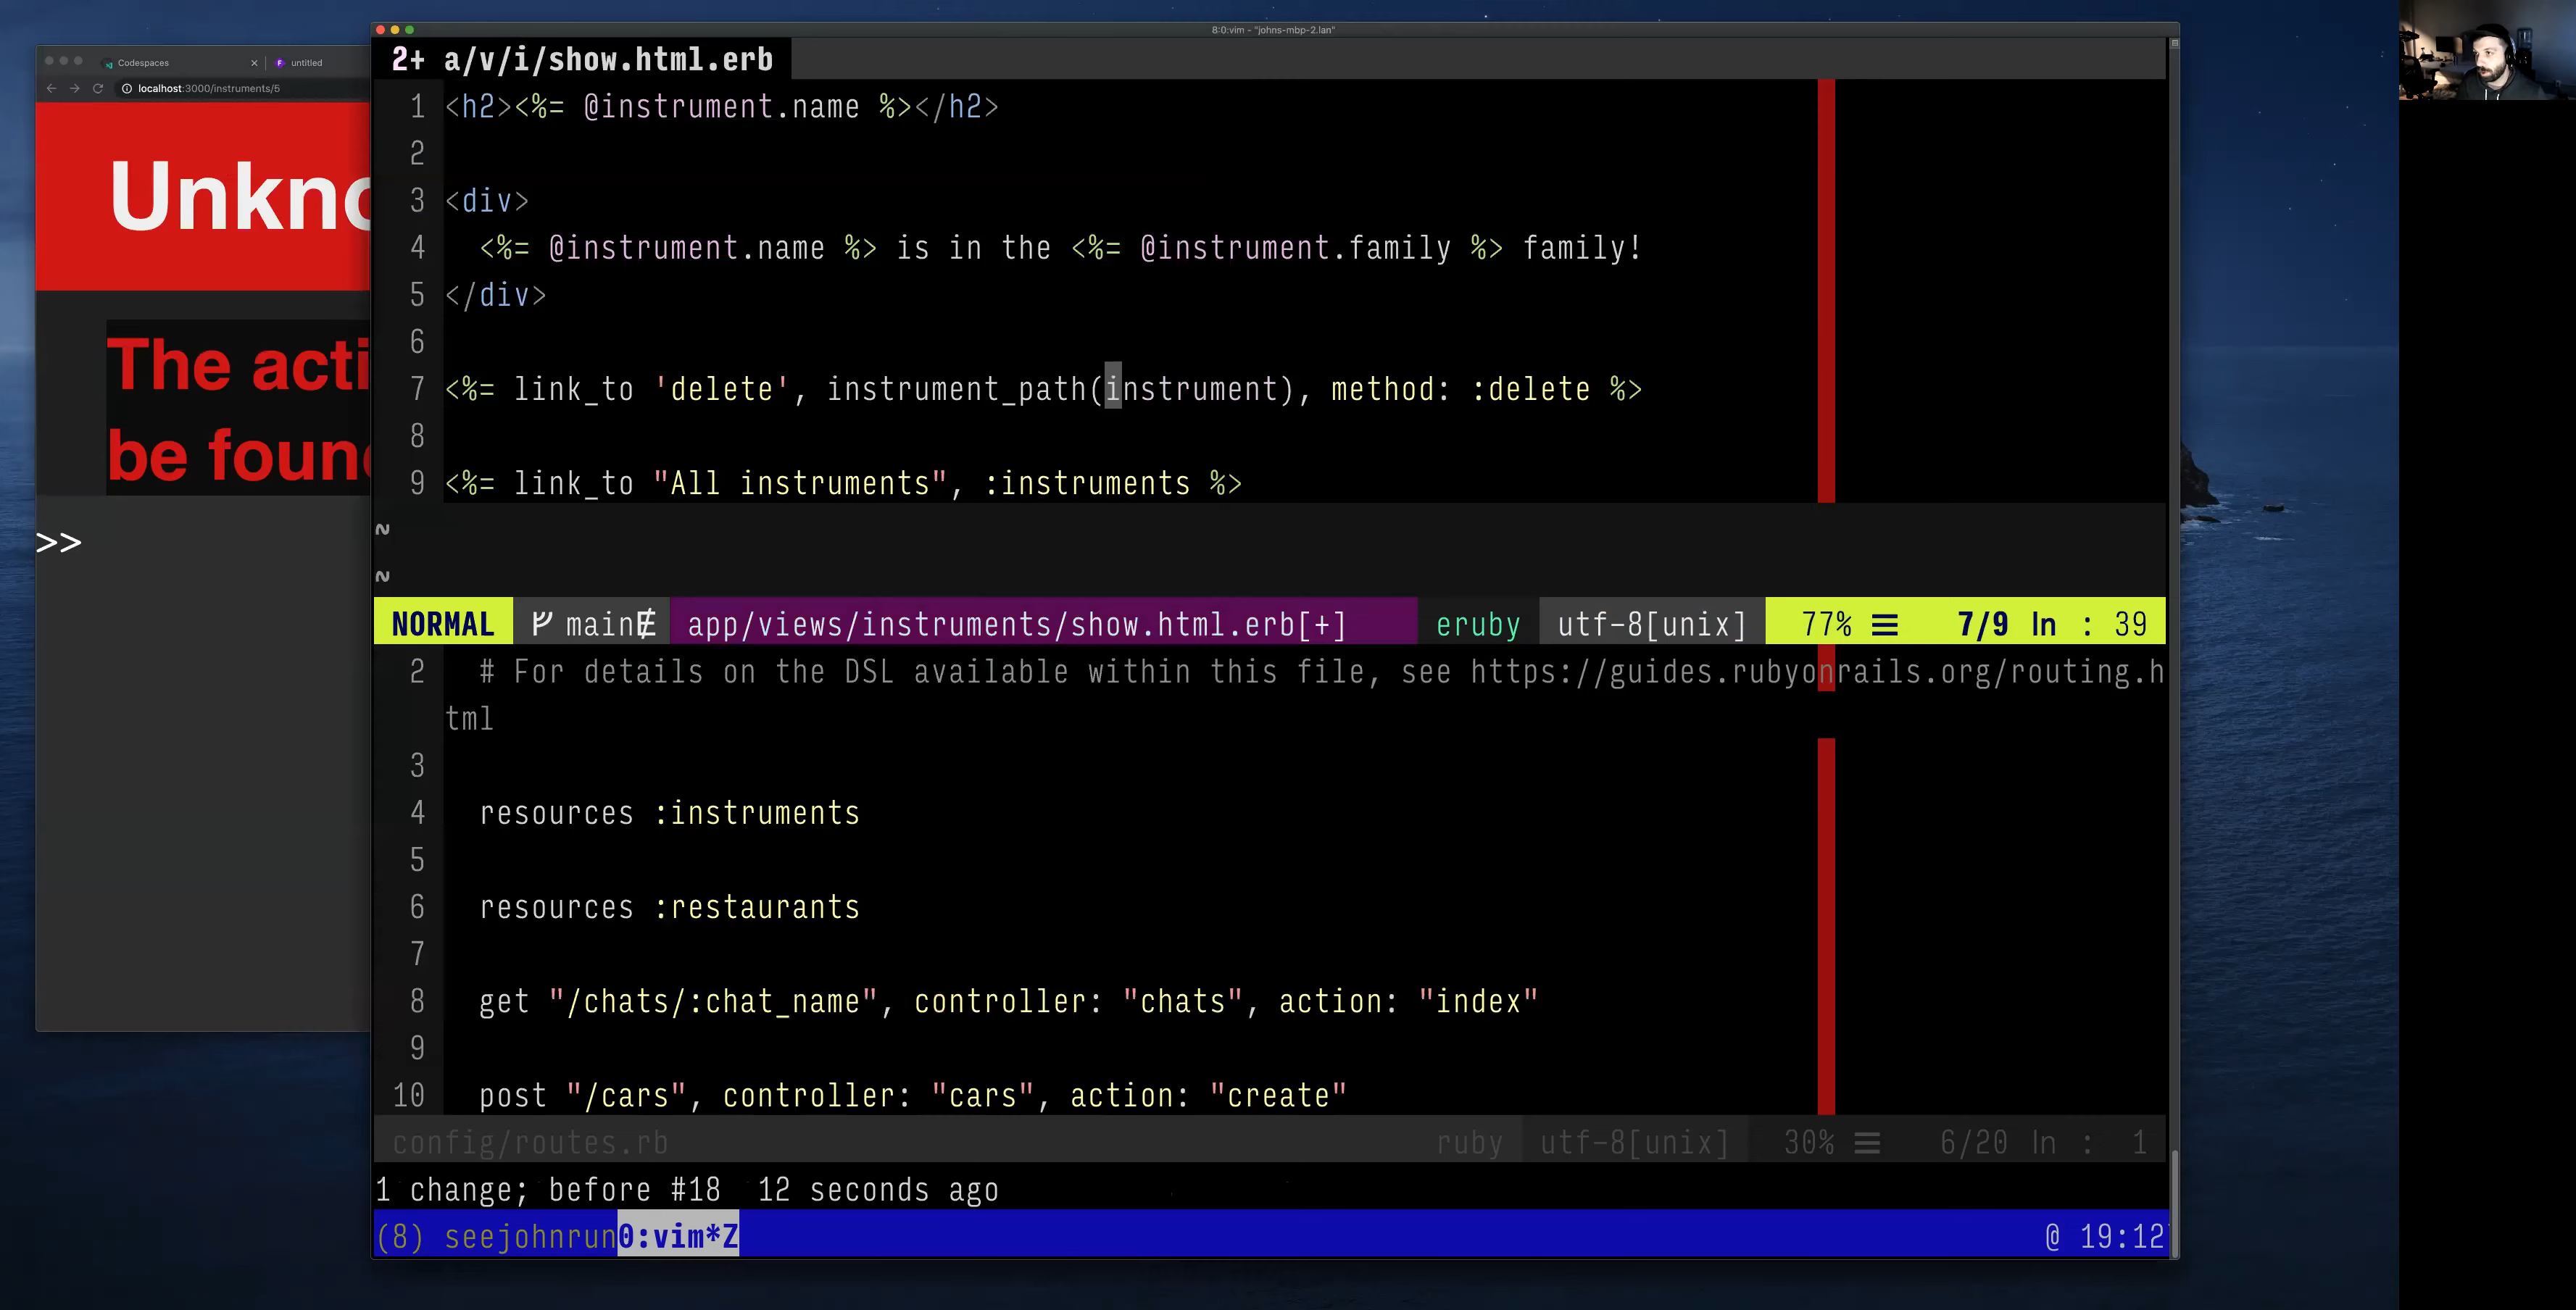 8:0:vim - "johns-mbp-2.lan"
Codespaces
untitled
localhost:3000/instruments/5
Unkno
The acti
be found
>>
2+ a/v/i/show.html.erb
1 <h2><%= @instrument.name %></h2>
2
3 <div>
4   <%= @instrument.name %> is in the <%= @instrument.family %> family!
5 </div>
6
7 <%= link_to 'delete', instrument_path(instrument), method: :delete %>
8
9 <%= link_to "All instruments", :instruments %>
~
~
NORMAL main app/views/instruments/show.html.erb[+] eruby utf-8[unix] 77% ☰ 7/9 ln : 39
2   # For details on the DSL available within this file, see https://guides.rubyonrails.org/routing.h
tml
3
4   resources :instruments
5
6   resources :restaurants
7
8   get "/chats/:chat_name", controller: "chats", action: "index"
9
10   post "/cars", controller: "cars", action: "create"
config/routes.rb ruby utf-8[unix] 30% ☰ 6/20 ln : 1
1 change; before #18  12 seconds ago
(8) seejohnrun0:vim*Z @ 19:12